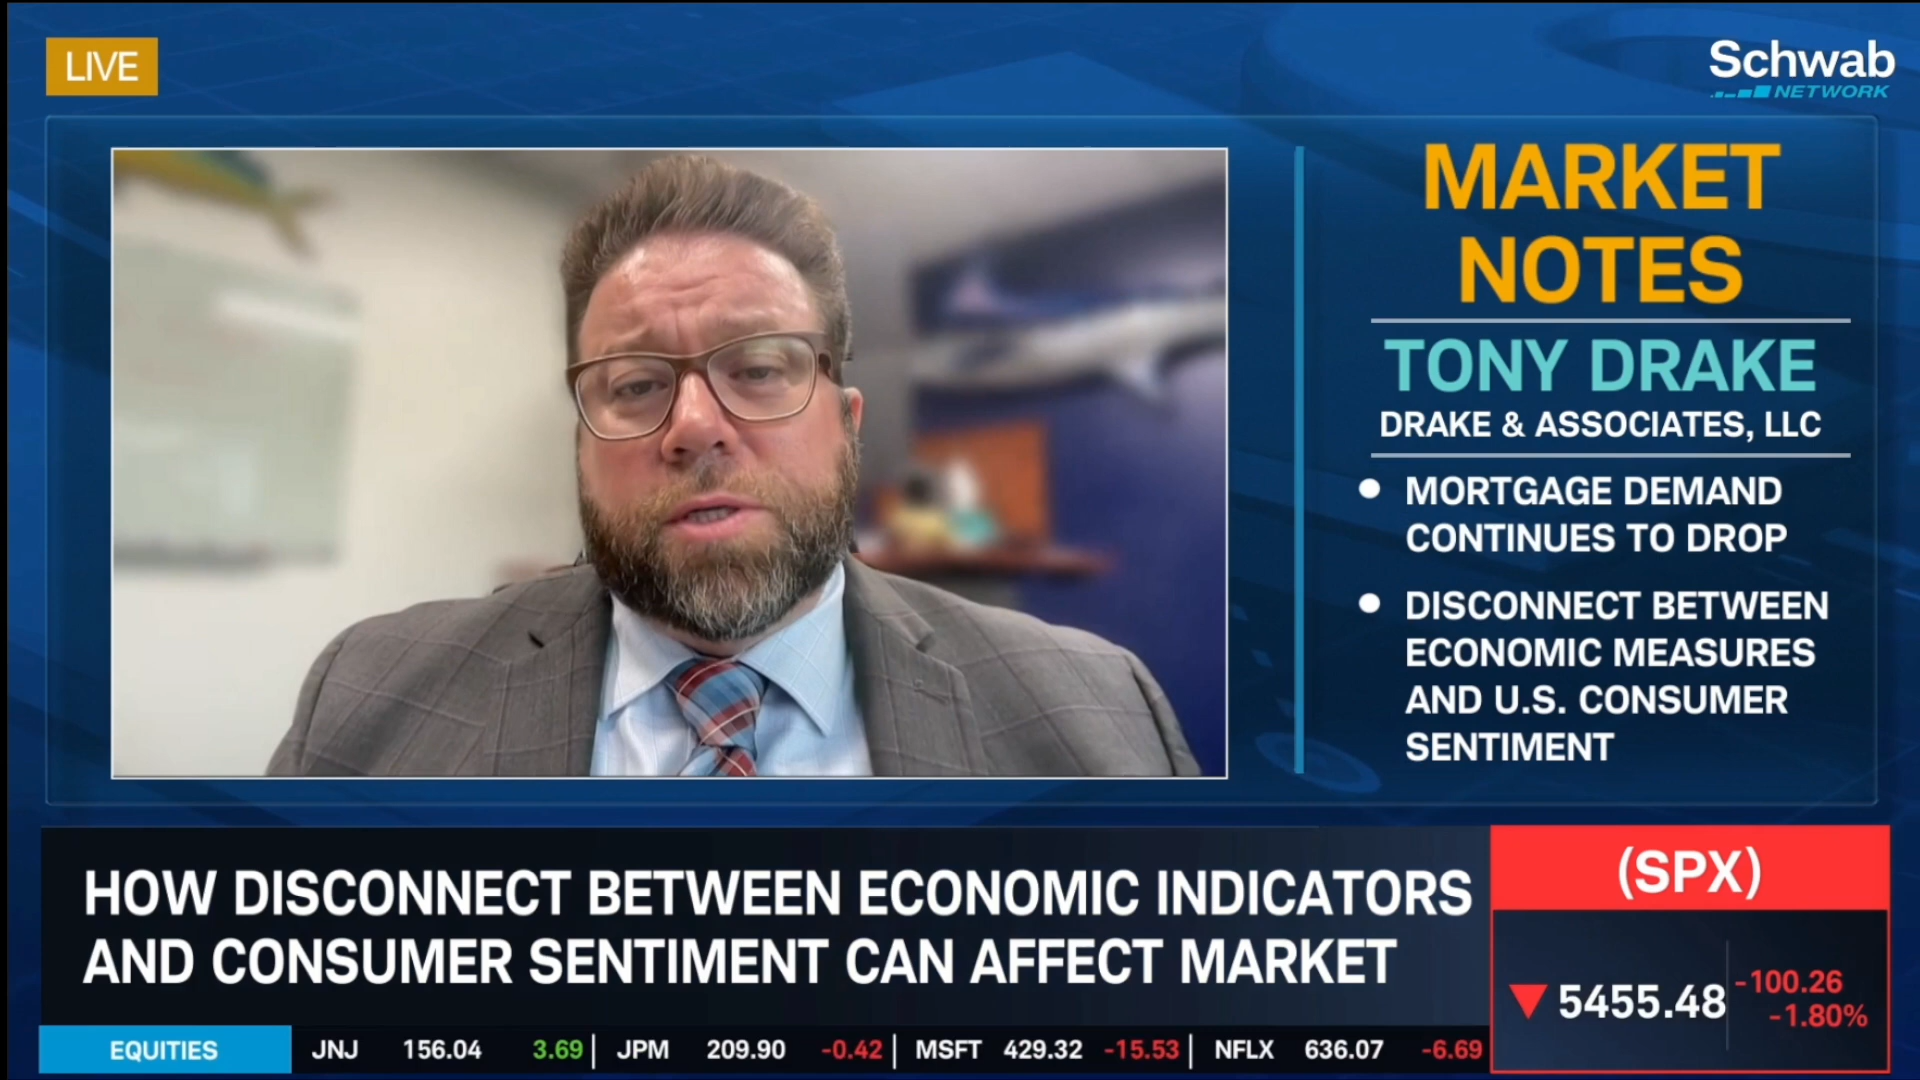 LIVE
Schwab
NETWORK
MARKET
NOTES
TONY DRAKE
DRAKE & ASSOCIATES, LLC
● MORTGAGE DEMAND
CONTINUES TO DROP
● DISCONNECT BETWEEN
ECONOMIC MEASURES
AND U.S. CONSUMER
SENTIMENT
HOW DISCONNECT BETWEEN ECONOMIC INDICATORS
AND CONSUMER SENTIMENT CAN AFFECT MARKET
(SPX)
▼ 5455.48
-100.26
-1.80%
EQUITIES
JNJ 156.04 3.69 | JPM 209.90 -0.42 | MSFT 429.32 -15.53 | NFLX 636.07 -6.69